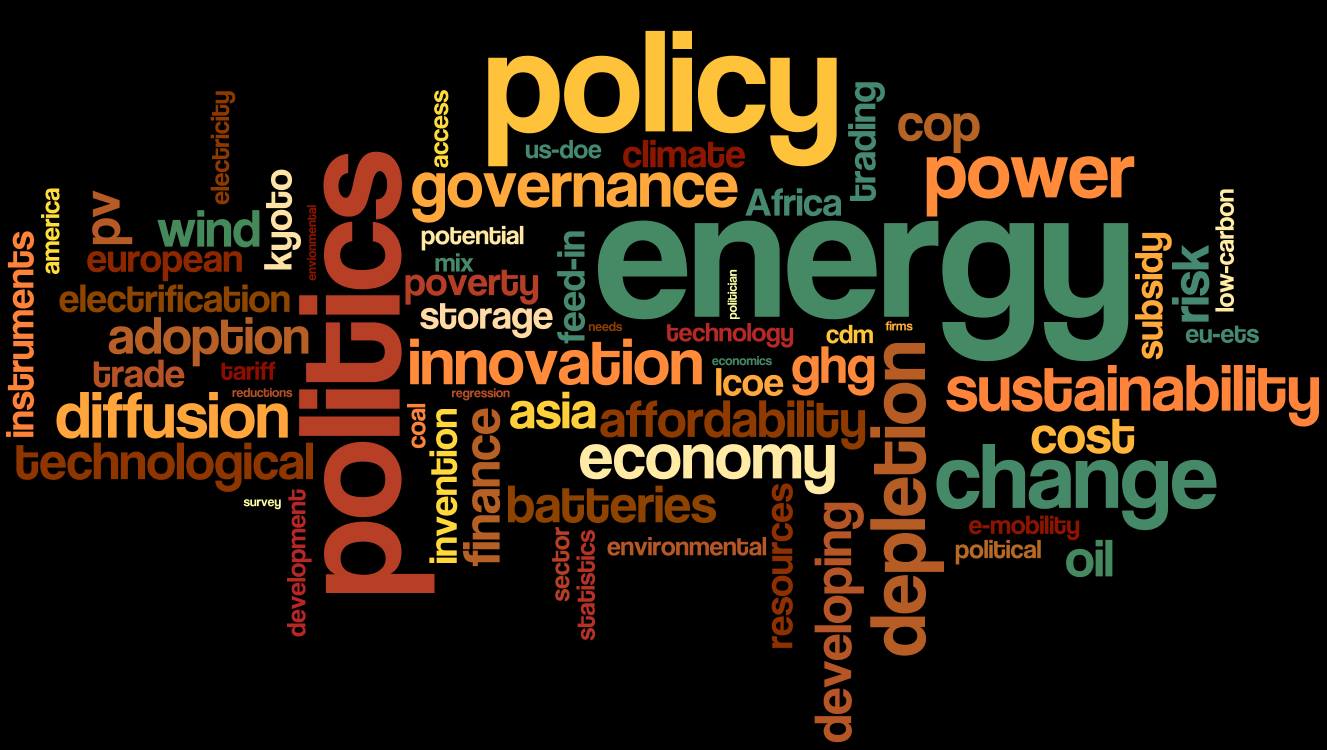 policy
electricity
access
trading
cop
us-doe
climate
power
politics
governance
kyoto
america
pv
Africa
low-carbon
wind
environmental
potential
energy
instruments
european
mix
feed-in
politician
subsidy
risk
poverty
electrification
storage
needs
technology
cdm
firms
eu-ets
adoption
innovation
economics
ghg
depletion
trade
tariff
lcoe
sustainability
reductions
regression
diffusion
coal
invention
finance
asia
affordability
cost
technological
economy
change
survey
development
batteries
resources
developing
e-mobility
sector
statistics
environmental
political
oil